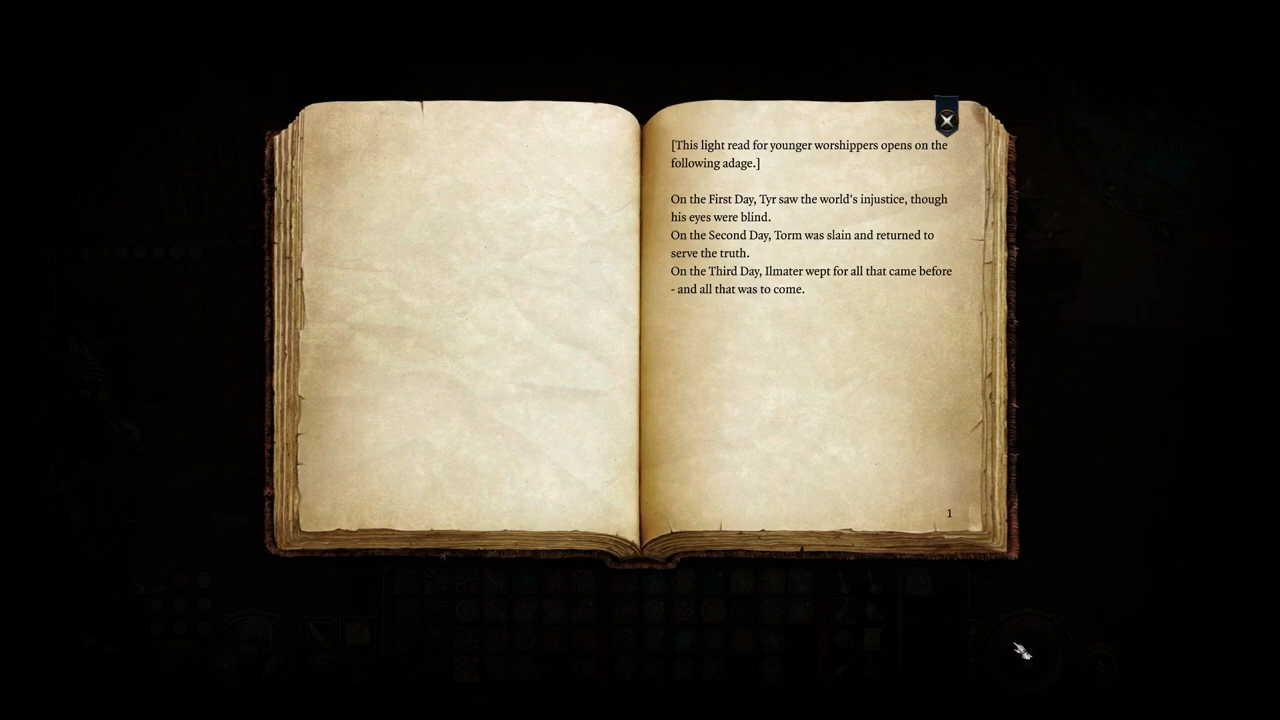 [This light read for younger worshippers opens on the
following adage.]
On the First Day, Tyr saw the world's injustice, though
his eyes were blind.
On the Second Day, Torm was slain and returned to
serve the truth.
On the Third Day, Ilmater wept for all that came before
- and all that was to come.
1